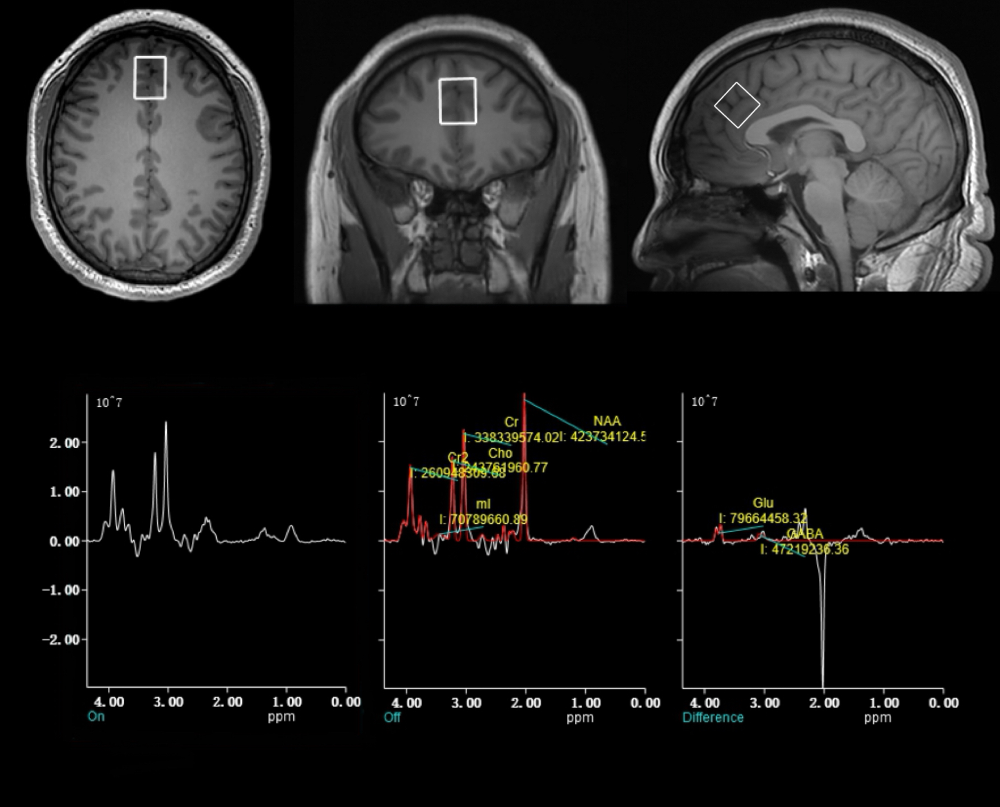 10^7
2.00
1.00
0.00
-1.00
-2.00
4.00 3.00 2.00 1.00 0.00
On ppm
10^7
Cr
I: 338339574.02
NAA
I: 423734124.5
Cr2
I: 260948309.68
Cho
I: 243761960.77
mI
I: 70789660.89
4.00 3.00 2.00 1.00 0.00
Off ppm
10^7
Glu
I: 79664458.32
GABA
I: 47219236.36
4.00 3.00 2.00 1.00 0.00
Difference ppm